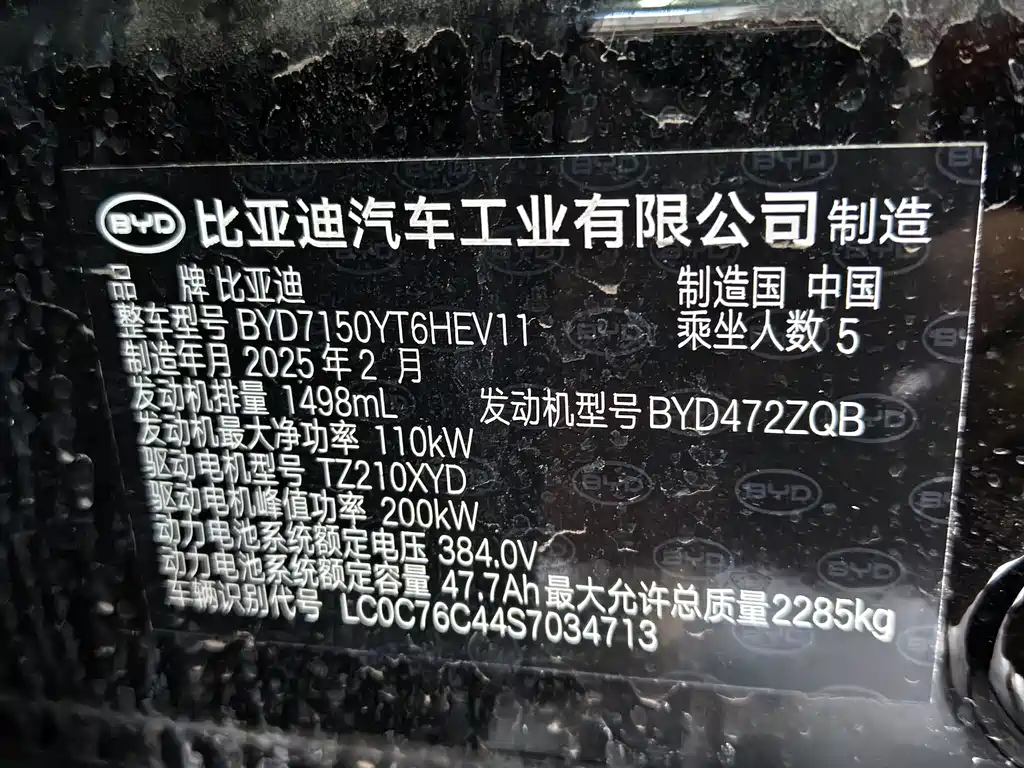 BYD 比亚迪汽车工业有限公司 制造
品 牌 比亚迪 制造国 中国
整车型号 BYD7150YT6HEV11 乘坐人数 5
制造年月 2025 年 2 月
发动机排量 1498mL 发动机型号 BYD472ZQB
发动机最大净功率 110kW
驱动电机型号 TZ210XYD
驱动电机峰值功率 200kW
动力电池系统额定电压 384.0V
动力电池系统额定容量 47.7Ah 最大允许总质量 2285kg
车辆识别代号 LC0C76C44S7034713